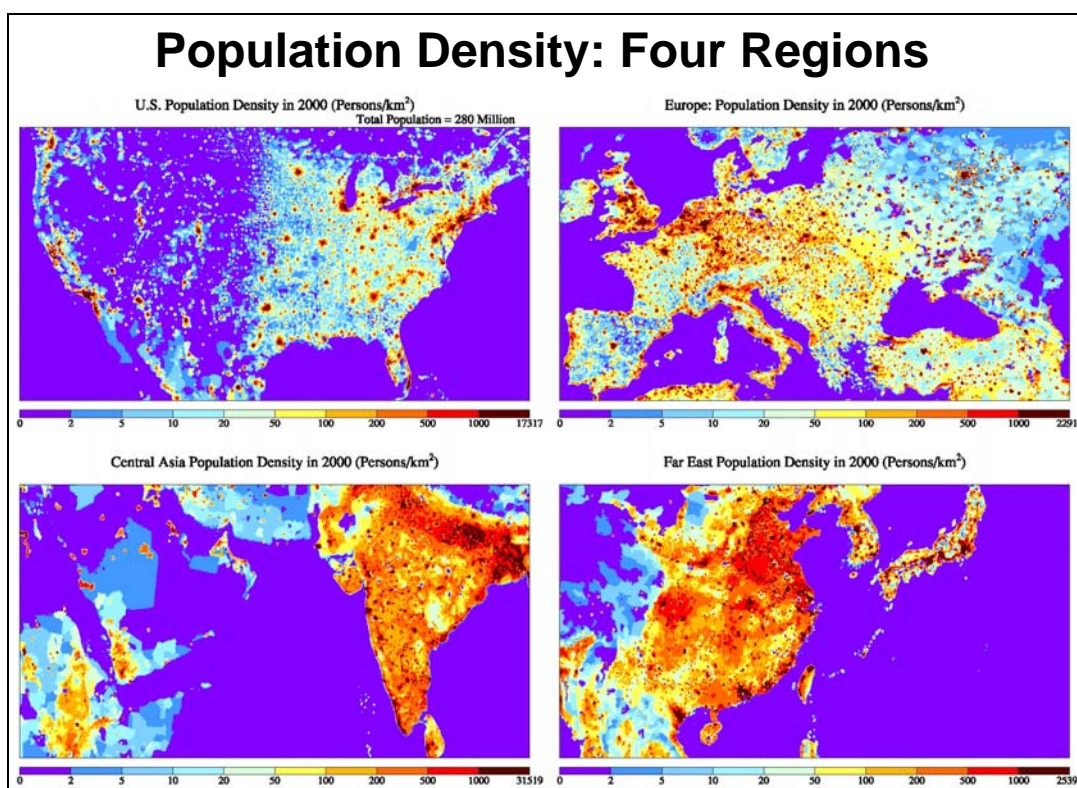 Population Density: Four Regions
U.S. Population Density in 2000 (Persons/km²)
Total Population = 280 Million
0 2 5 10 20 50 100 200 500 1000 17317
Europe: Population Density in 2000 (Persons/km²)
0 2 5 10 20 50 100 200 500 1000 2291
Central Asia Population Density in 2000 (Persons/km²)
0 2 5 10 20 50 100 200 500 1000 31519
Far East Population Density in 2000 (Persons/km²)
0 2 5 10 20 50 100 200 500 1000 2539